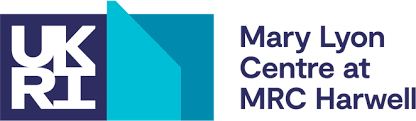 UK
RI
Mary Lyon
Centre at
MRC Harwell